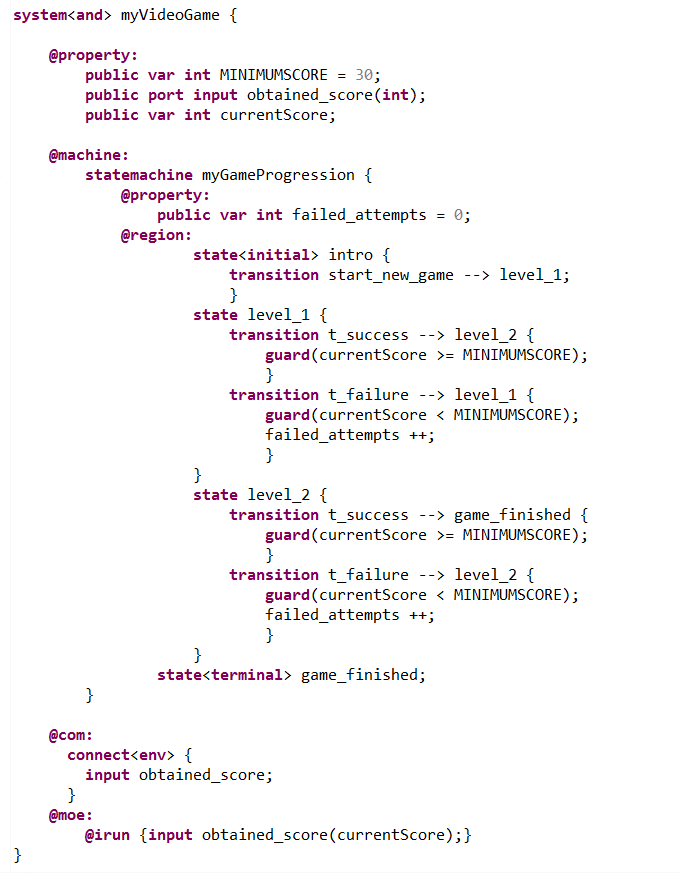 system<and> myVideoGame {
@property:
public var int MINIMUMSCORE = 30;
public port input obtained_score(int);
public var int currentScore;
@machine:
statemachine myGameProgression {
@property:
public var int failed_attempts = 0;
@region:
state<initial> intro {
transition start_new_game --> level_1;
}
state level_1 {
transition t_success --> level_2 {
guard(currentScore >= MINIMUMSCORE);
}
transition t_failure --> level_1 {
guard(currentScore < MINIMUMSCORE);
failed_attempts ++;
}
}
state level_2 {
transition t_success --> game_finished {
guard(currentScore >= MINIMUMSCORE);
}
transition t_failure --> level_2 {
guard(currentScore < MINIMUMSCORE);
failed_attempts ++;
}
}
state<terminal> game_finished;
}
@com:
connect<env> {
input obtained_score;
}
@moe:
@irun {input obtained_score(currentScore);}
}